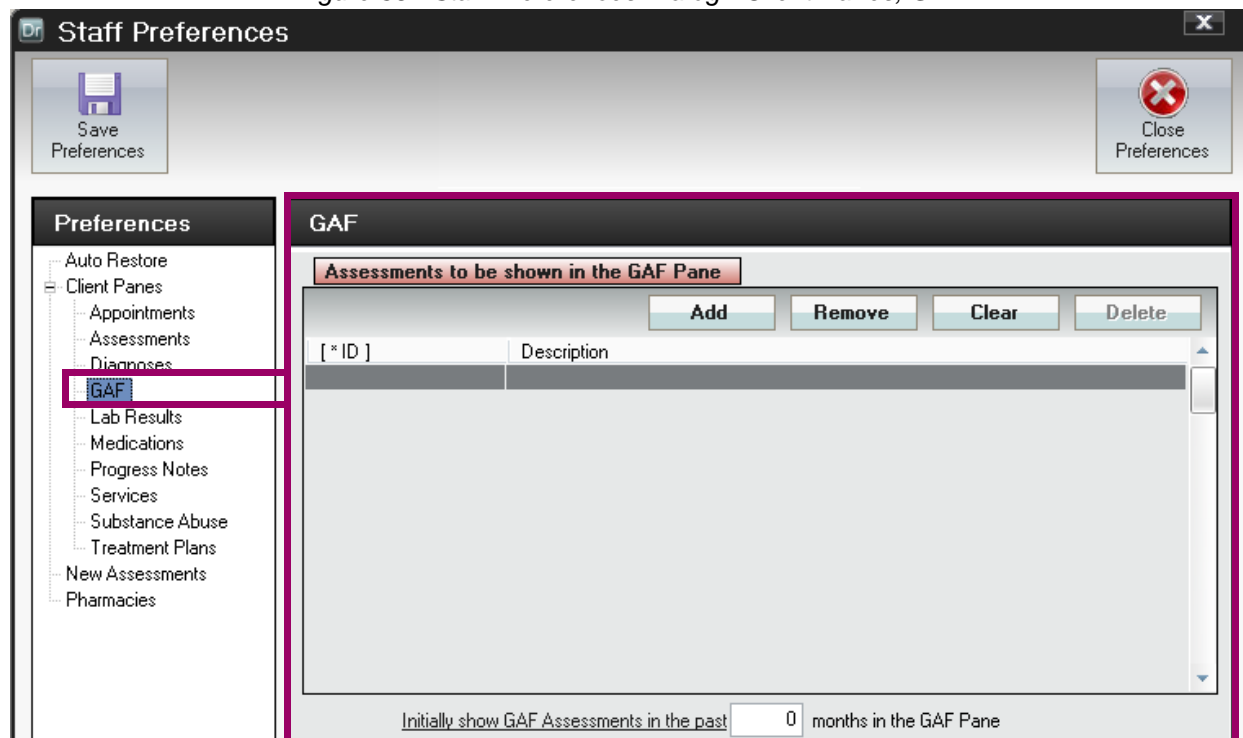 Dr Staff Preferences
X
Save
Preferences
Close
Preferences
Preferences
Auto Restore
Client Panes
Appointments
Assessments
Diagnoses
GAF
Lab Results
Medications
Progress Notes
Services
Substance Abuse
Treatment Plans
New Assessments
Pharmacies
GAF
Assessments to be shown in the GAF Pane
Add Remove Clear Delete
[ * ID ] Description
Initially show GAF Assessments in the past 0 months in the GAF Pane